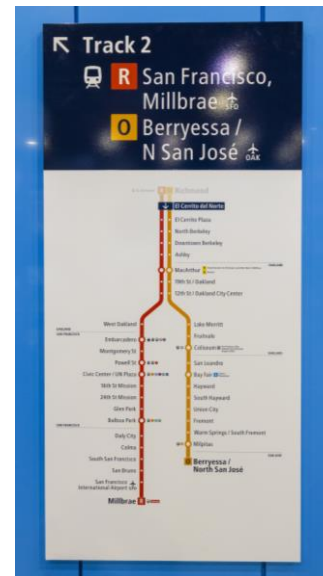 Track 2
R San Francisco,
Millbrae SFO
O Berryessa /
N San José OAK
Richmond
El Cerrito del Norte
El Cerrito Plaza
North Berkeley
Downtown Berkeley
Ashby
MacArthur
19th St / Oakland
12th St / Oakland City Center
West Oakland
Embarcadero
Montgomery St
Powell St
Civic Center / UN Plaza
16th St Mission
24th St Mission
Glen Park
Balboa Park
Daly City
Colma
South San Francisco
San Bruno
San Francisco
International Airport SFO
Millbrae R
Lake Merritt
Fruitvale
Coliseum
San Leandro
Bay Fair
Hayward
South Hayward
Union City
Fremont
Warm Springs / South Fremont
Milpitas
O Berryessa /
North San José